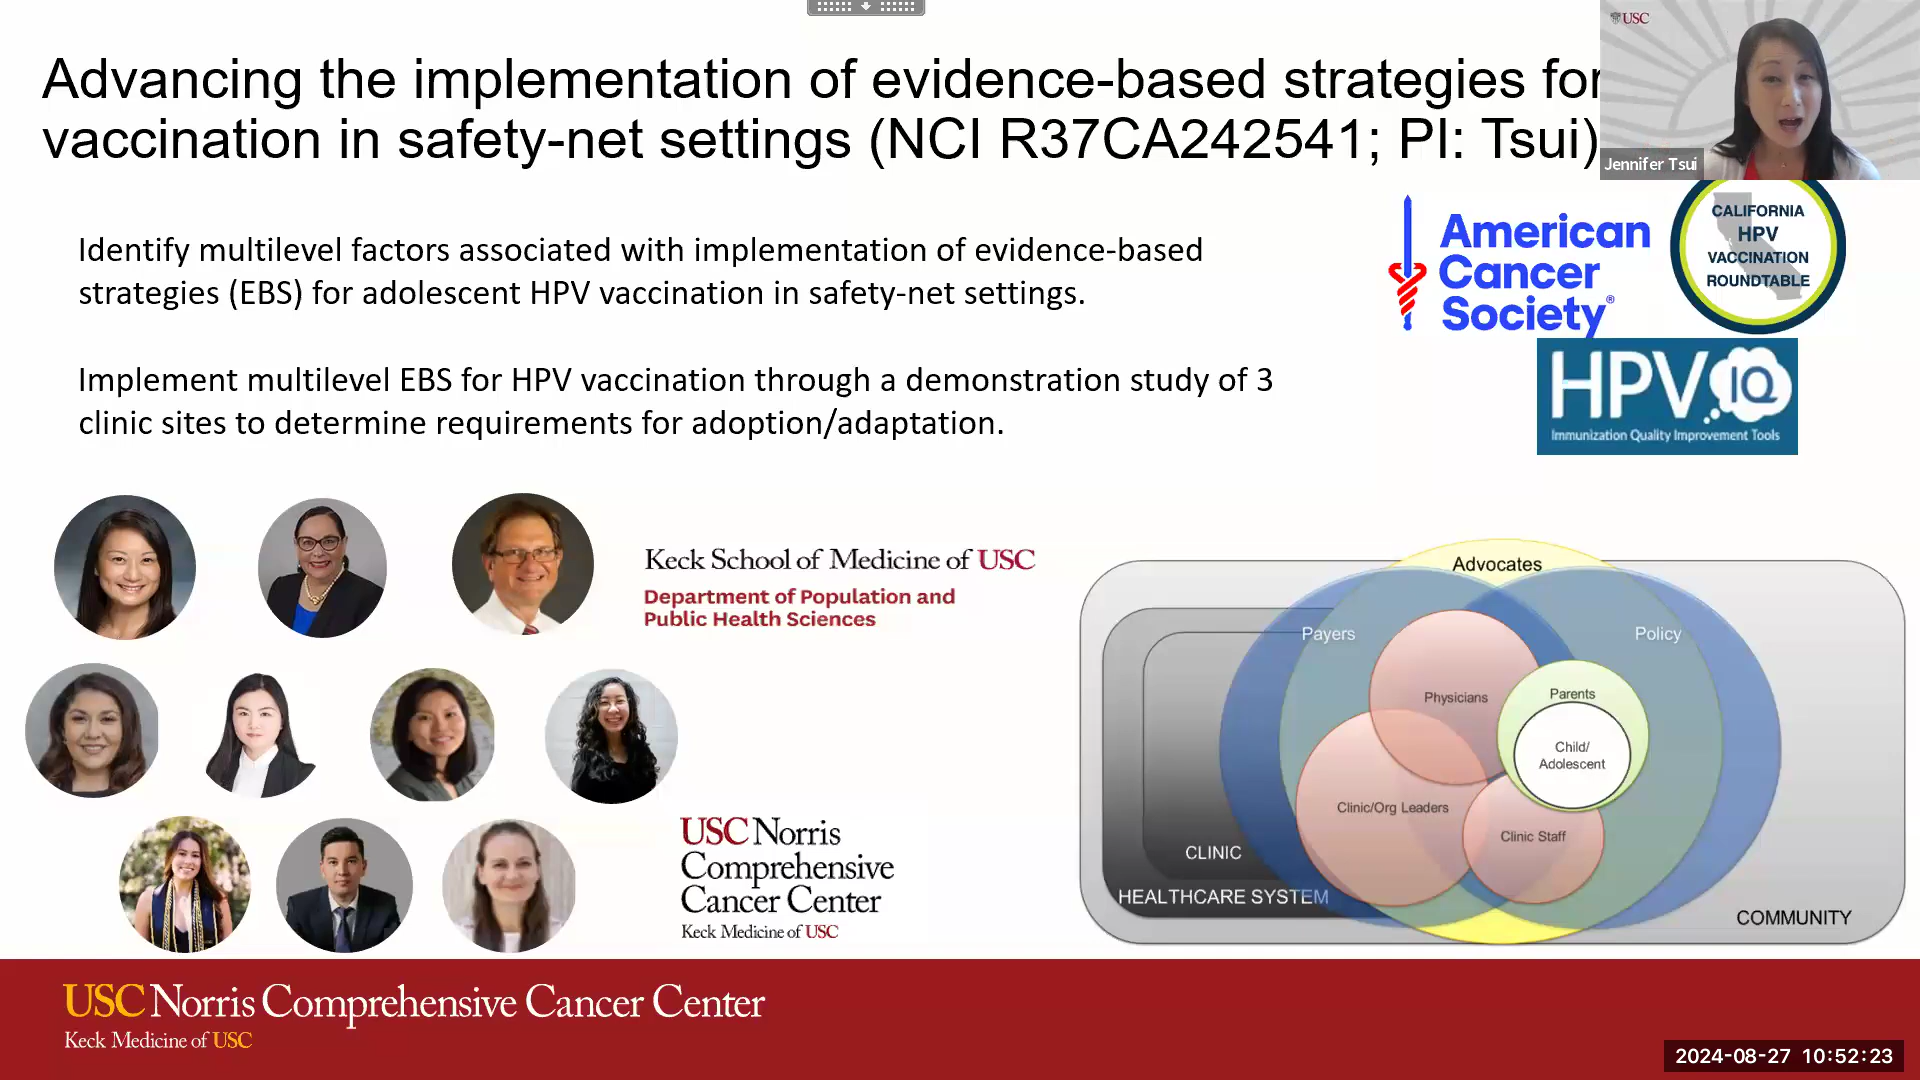 Advancing the implementation of evidence-based strategies for
vaccination in safety-net settings (NCI R37CA242541; PI: Tsui)
USC
Jennifer Tsui
Identify multilevel factors associated with implementation of evidence-based
strategies (EBS) for adolescent HPV vaccination in safety-net settings.
Implement multilevel EBS for HPV vaccination through a demonstration study of 3
clinic sites to determine requirements for adoption/adaptation.
American
Cancer
Society®
CALIFORNIA
HPV
VACCINATION
ROUNDTABLE
HPV IQ
Immunization Quality Improvement Tools
Keck School of Medicine of USC
Department of Population and
Public Health Sciences
USC Norris
Comprehensive
Cancer Center
Keck Medicine of USC
Advocates
Payers
Policy
Physicians
Parents
Child/
Adolescent
Clinic/Org Leaders
Clinic Staff
CLINIC
HEALTHCARE SYSTEM
COMMUNITY
USC Norris Comprehensive Cancer Center
Keck Medicine of USC
2024-08-27 10:52:23